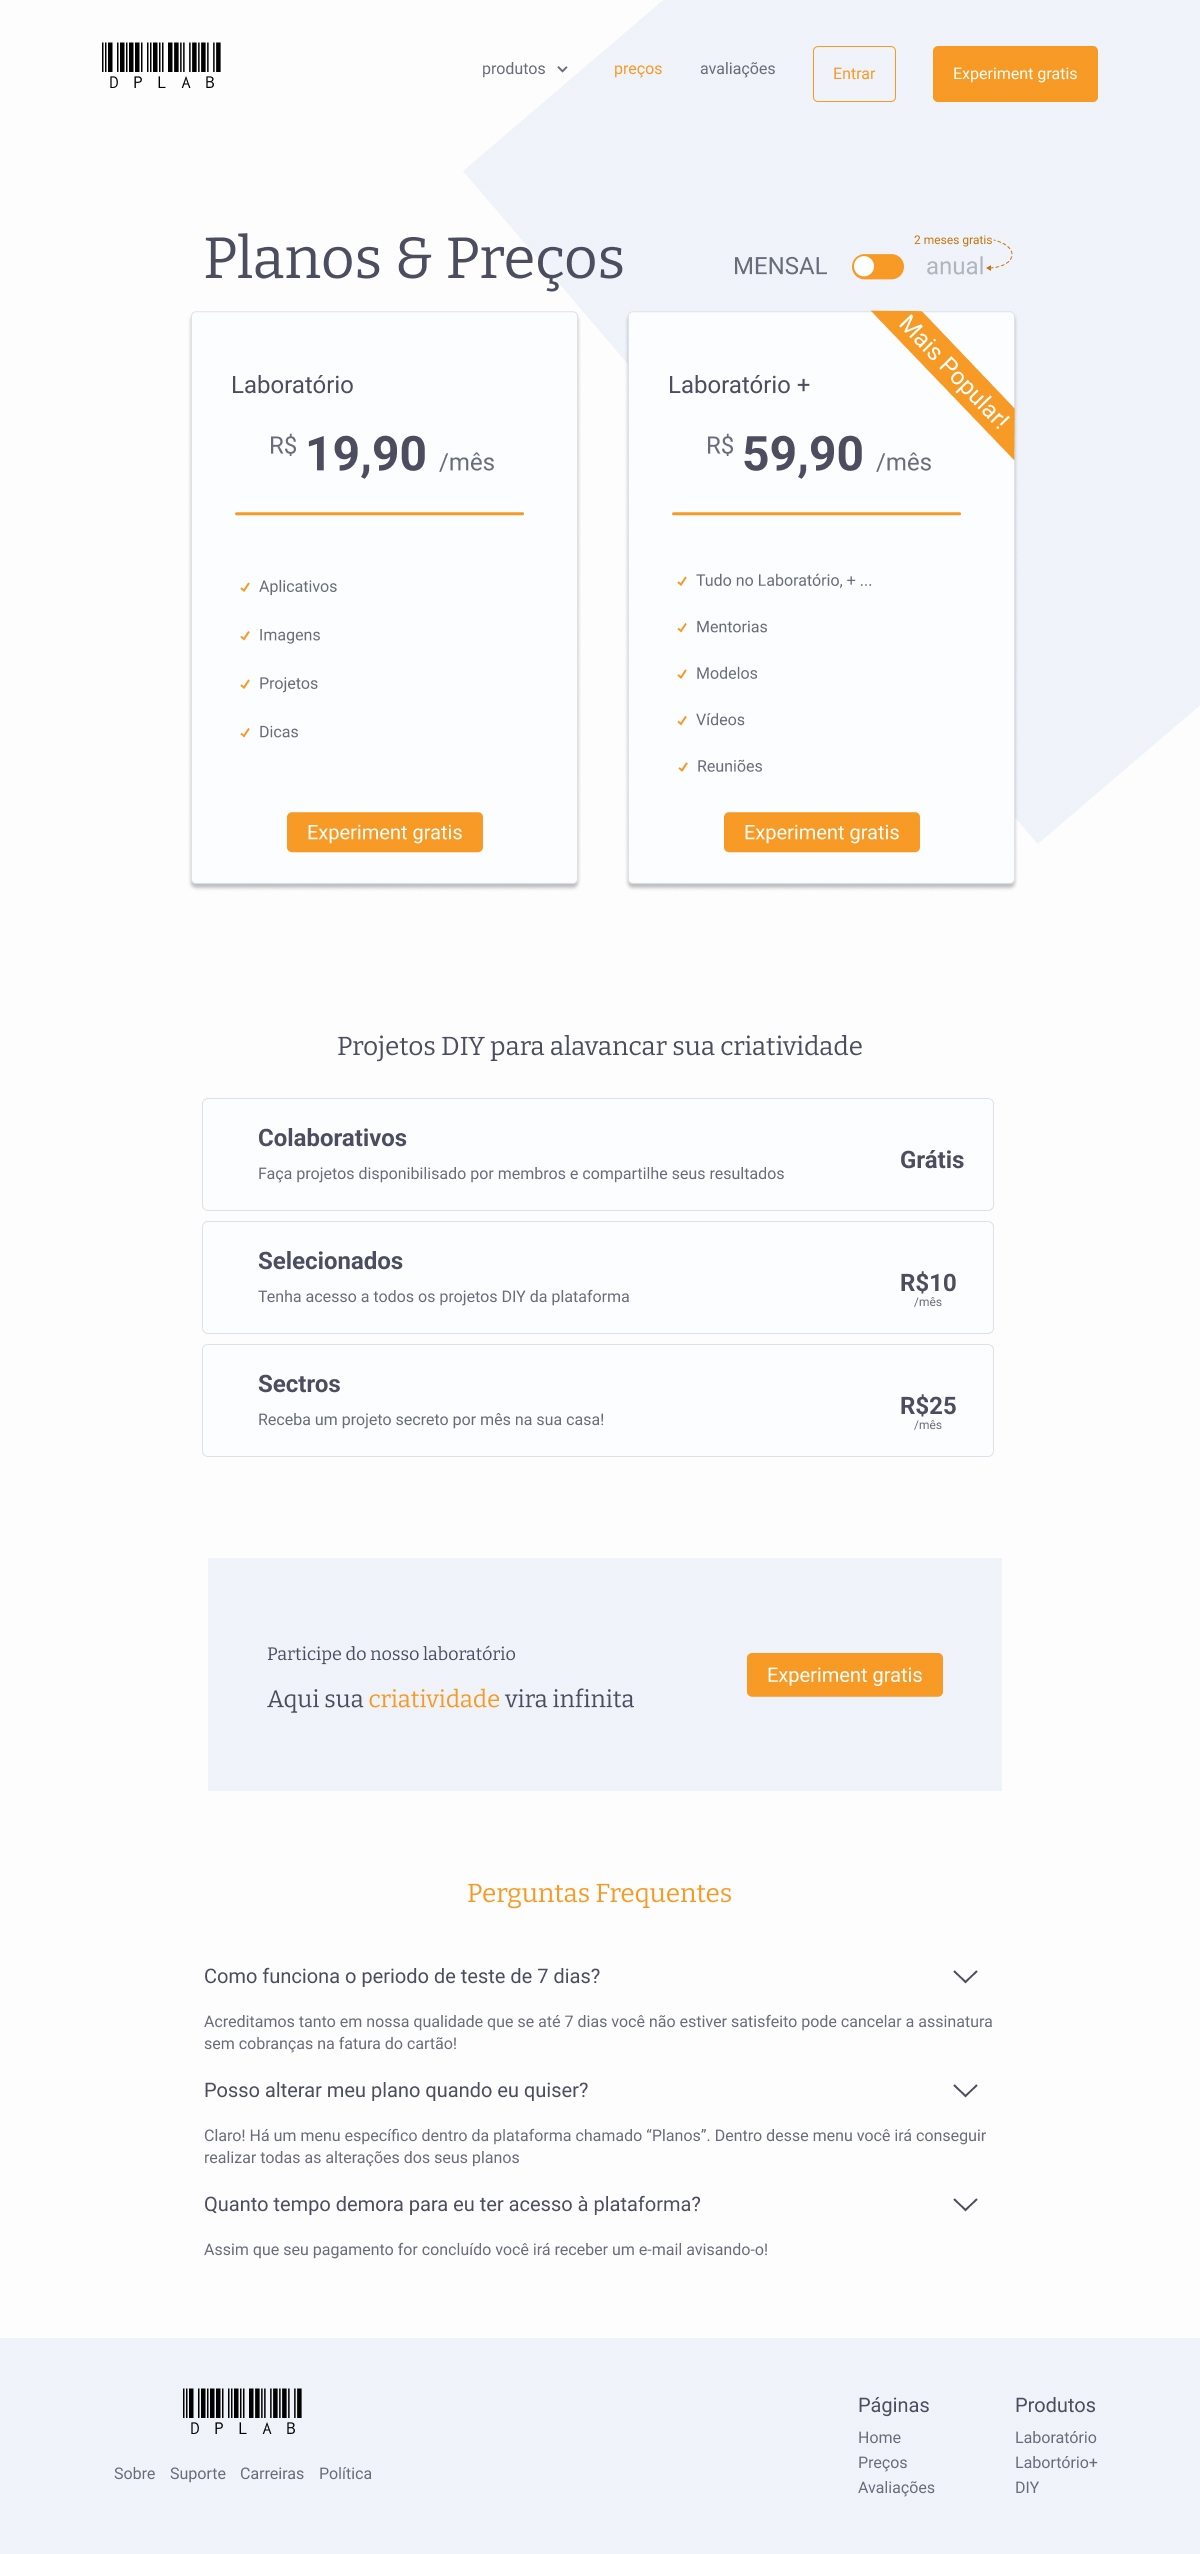 DPLAB
produtos
preços
avaliações
Entrar
Experiment gratis
Planos & Preços
MENSAL
2 meses gratis
anual
Laboratório
R$ 19,90 /mês
Aplicativos
Imagens
Projetos
Dicas
Experiment gratis
Mais Popular!
Laboratório +
R$ 59,90 /mês
Tudo no Laboratório, + ...
Mentorias
Modelos
Vídeos
Reuniões
Experiment gratis
Projetos DIY para alavancar sua criatividade
Colaborativos
Faça projetos disponibilisado por membros e compartilhe seus resultados
Grátis
Selecionados
Tenha acesso a todos os projetos DIY da plataforma
R$10
/mês
Sectros
Receba um projeto secreto por mês na sua casa!
R$25
/mês
Participe do nosso laboratório
Aqui sua criatividade vira infinita
Experiment gratis
Perguntas Frequentes
Como funciona o periodo de teste de 7 dias?
Acreditamos tanto em nossa qualidade que se até 7 dias você não estiver satisfeito pode cancelar a assinatura
sem cobranças na fatura do cartão!
Posso alterar meu plano quando eu quiser?
Claro! Há um menu específico dentro da plataforma chamado “Planos”. Dentro desse menu você irá conseguir
realizar todas as alterações dos seus planos
Quanto tempo demora para eu ter acesso à plataforma?
Assim que seu pagamento for concluído você irá receber um e-mail avisando-o!
DPLAB
Sobre Suporte Carreiras Política
Páginas
Home
Preços
Avaliações
Produtos
Laboratório
Labortório+
DIY